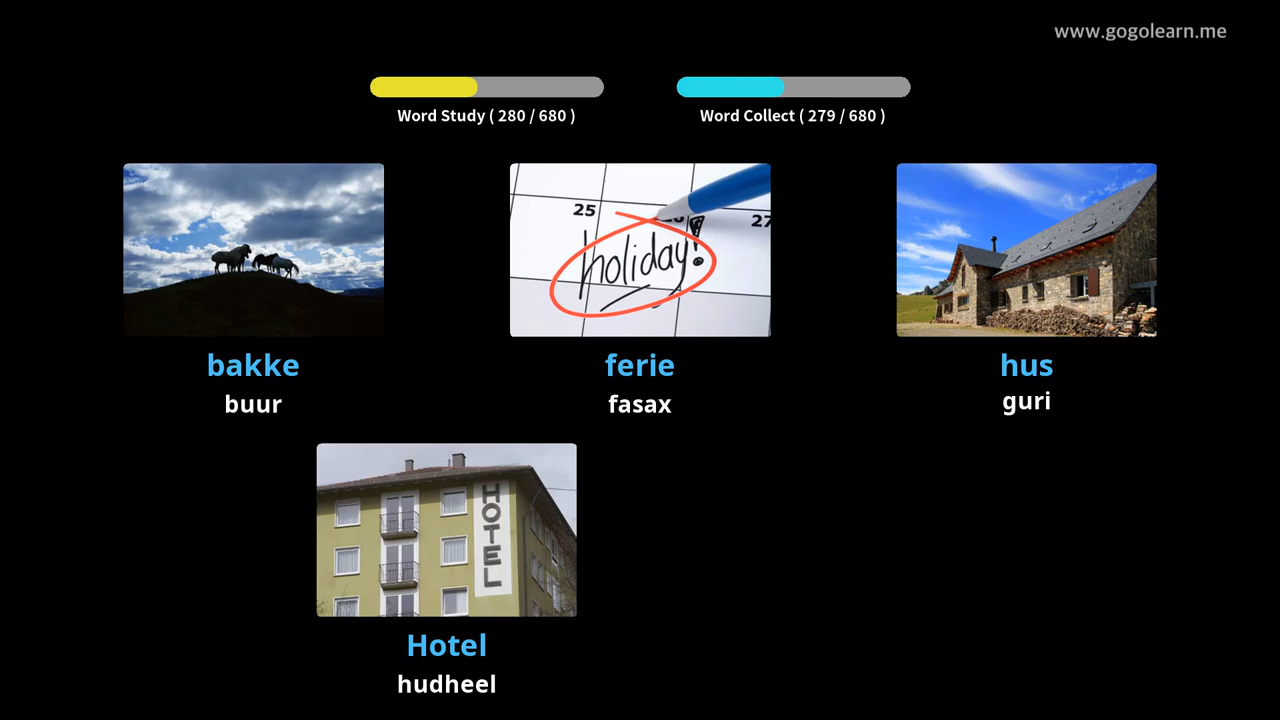 www.gogolearn.me
Word Study ( 280 / 680 )
Word Collect ( 279 / 680 )
25
27
holiday!
bakke
ferie
hus
buur
fasax
guri
HOTEL
Hotel
hudheel